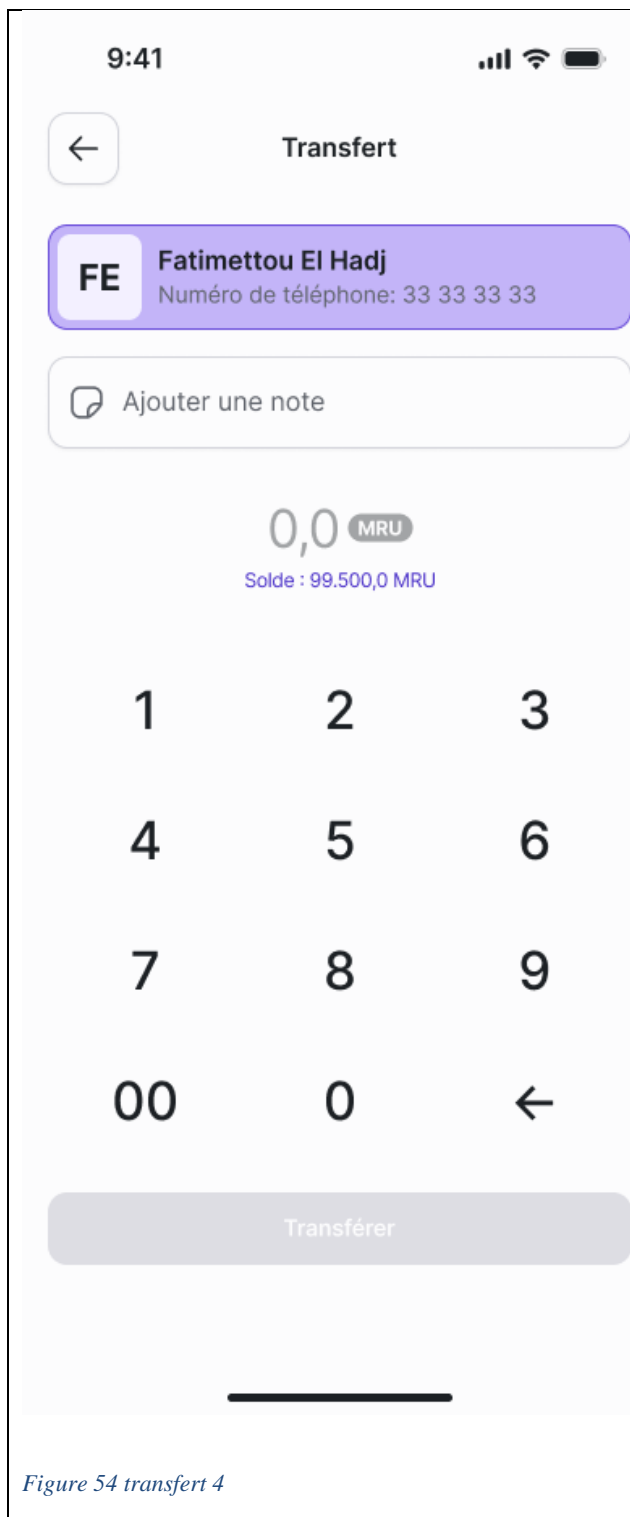 9:41
Transfert
FE
Fatimettou El Hadj
Numéro de téléphone: 33 33 33 33
Ajouter une note
0,0 MRU
Solde : 99.500,0 MRU
1 2 3
4 5 6
7 8 9
00 0
Transférer
Figure 54 transfert 4